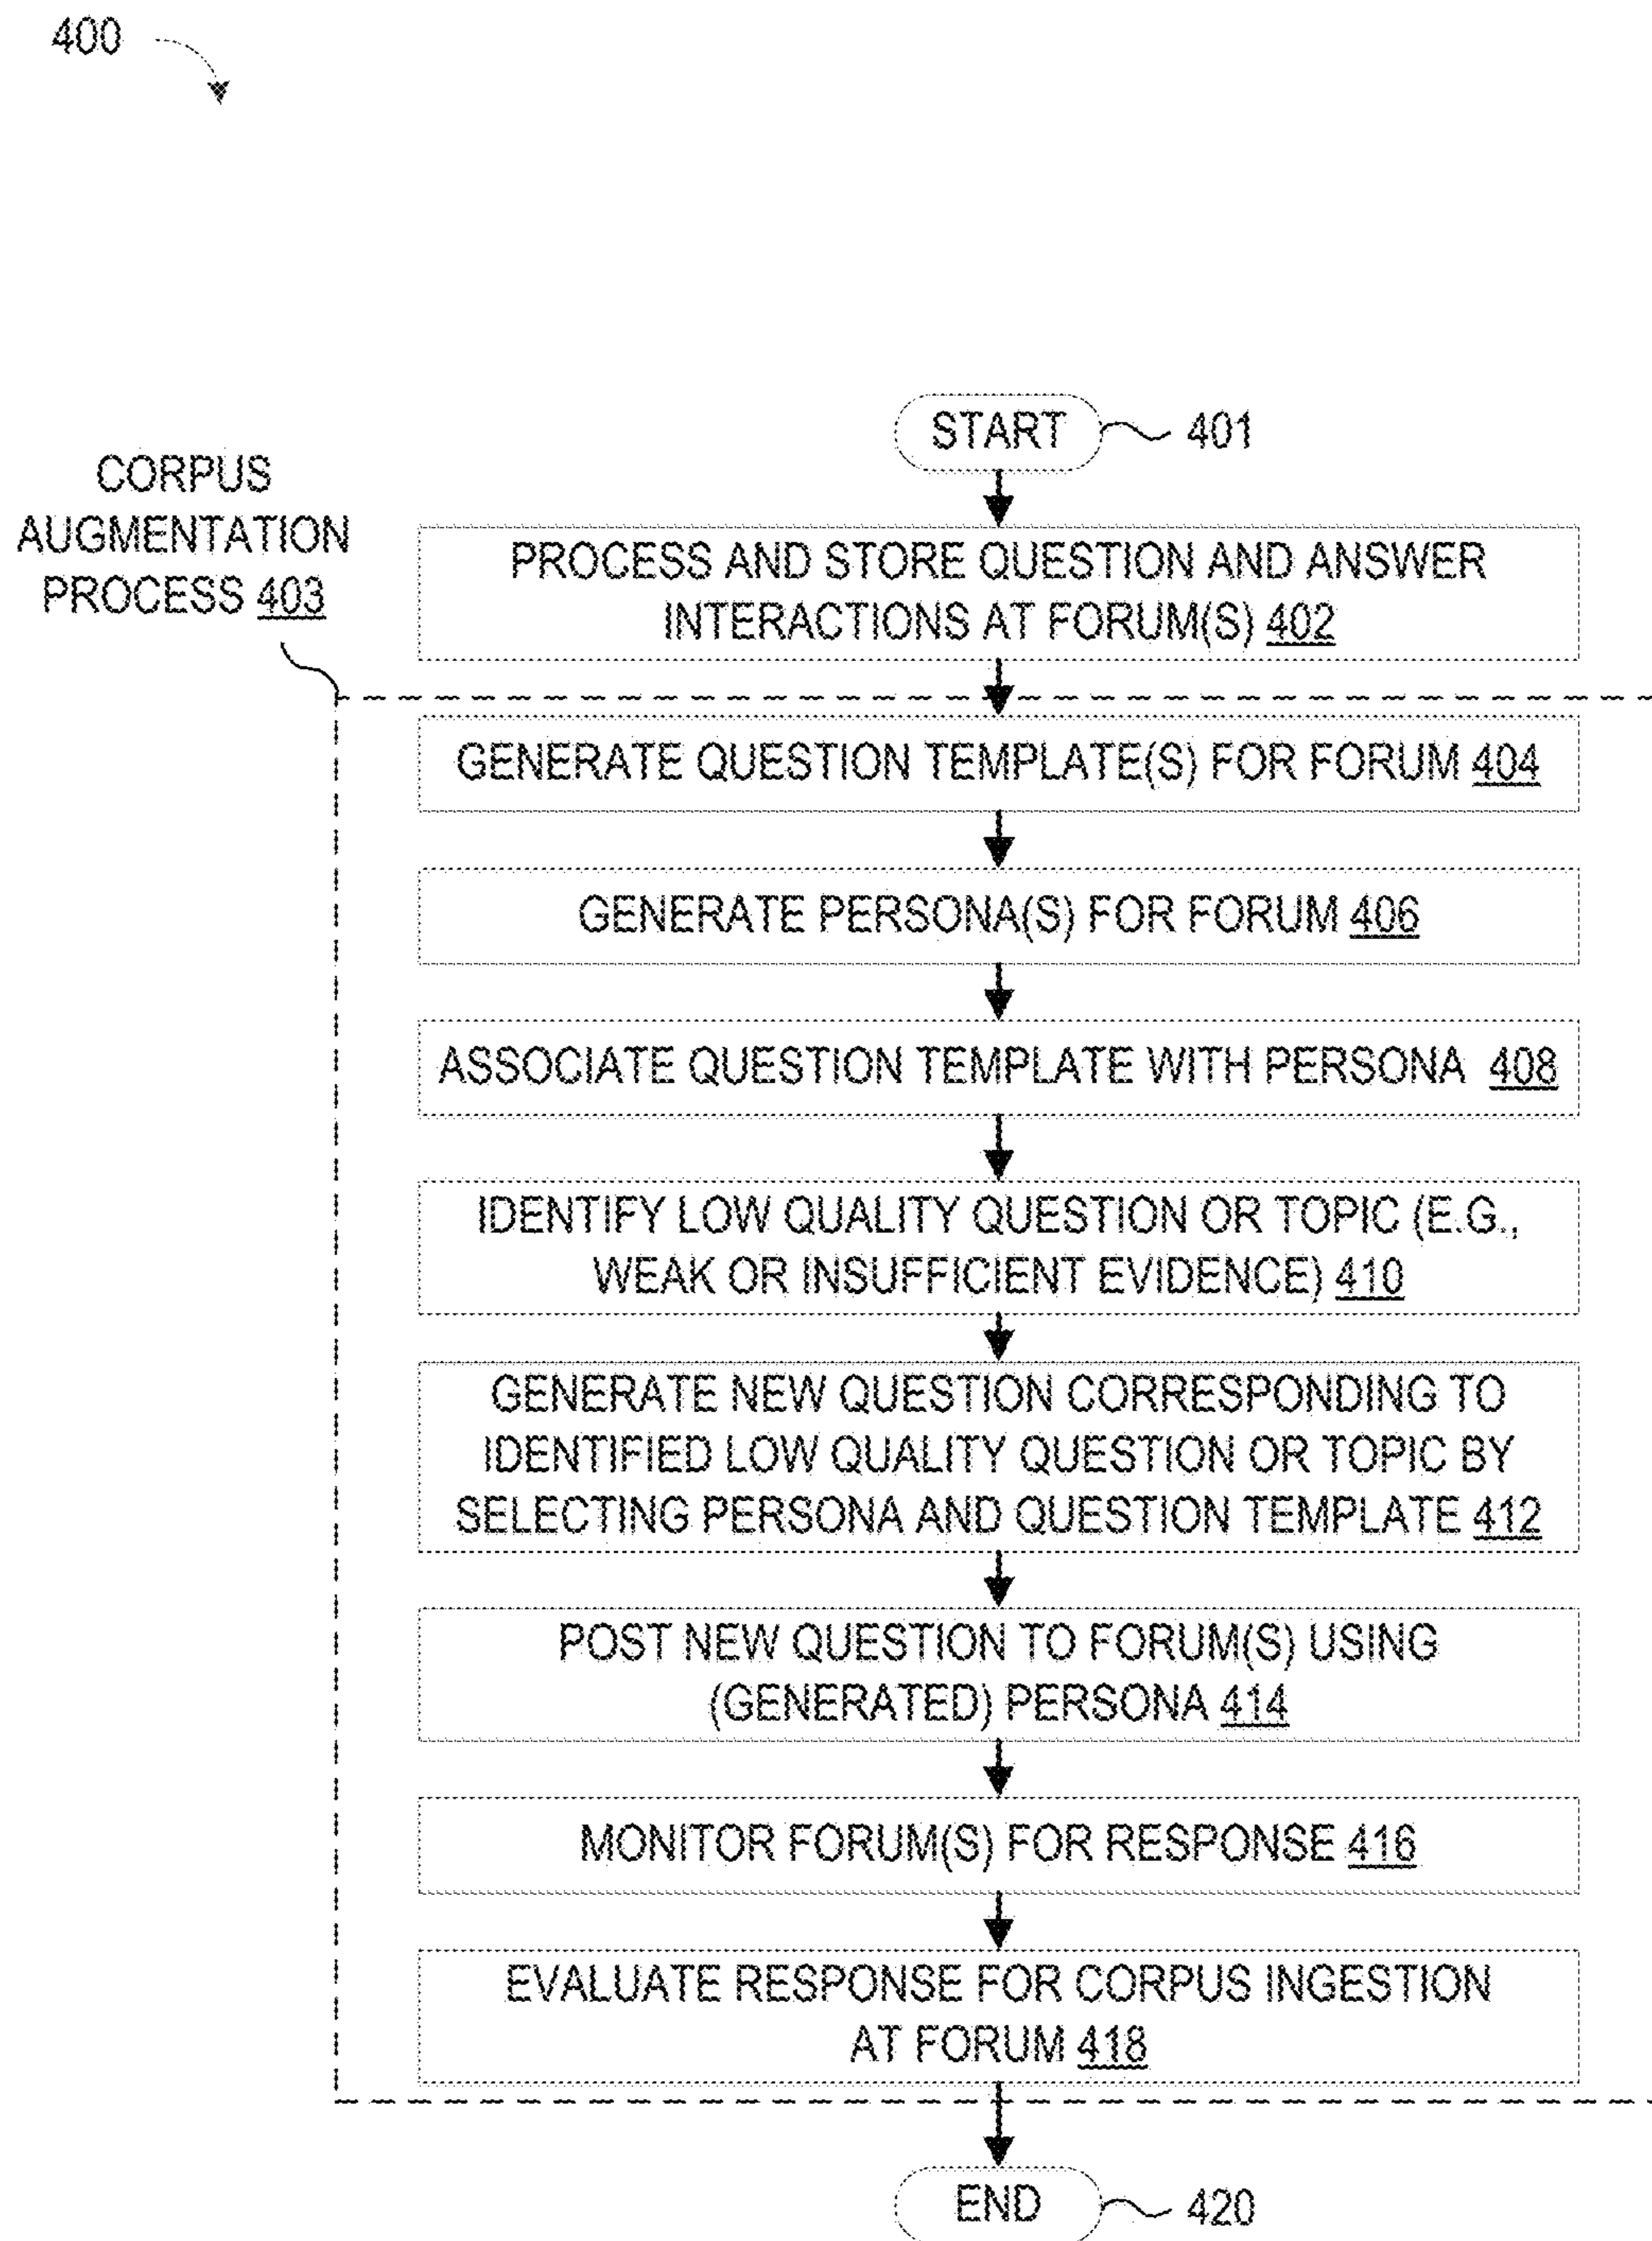 400
START
401
CORPUS
AUGMENTATION
PROCESS 403
PROCESS AND STORE QUESTION AND ANSWER
INTERACTIONS AT FORUM(S) 402
GENERATE QUESTION TEMPLATE(S) FOR FORUM 404
GENERATE PERSONA(S) FOR FORUM 406
ASSOCIATE QUESTION TEMPLATE WITH PERSONA 408
IDENTIFY LOW QUALITY QUESTION OR TOPIC (E.G.,
WEAK OR INSUFFICIENT EVIDENCE) 410
GENERATE NEW QUESTION CORRESPONDING TO
IDENTIFIED LOW QUALITY QUESTION OR TOPIC BY
SELECTING PERSONA AND QUESTION TEMPLATE 412
POST NEW QUESTION TO FORUM(S) USING
(GENERATED) PERSONA 414
MONITOR FORUM(S) FOR RESPONSE 416
EVALUATE RESPONSE FOR CORPUS INGESTION
AT FORUM 418
END
420